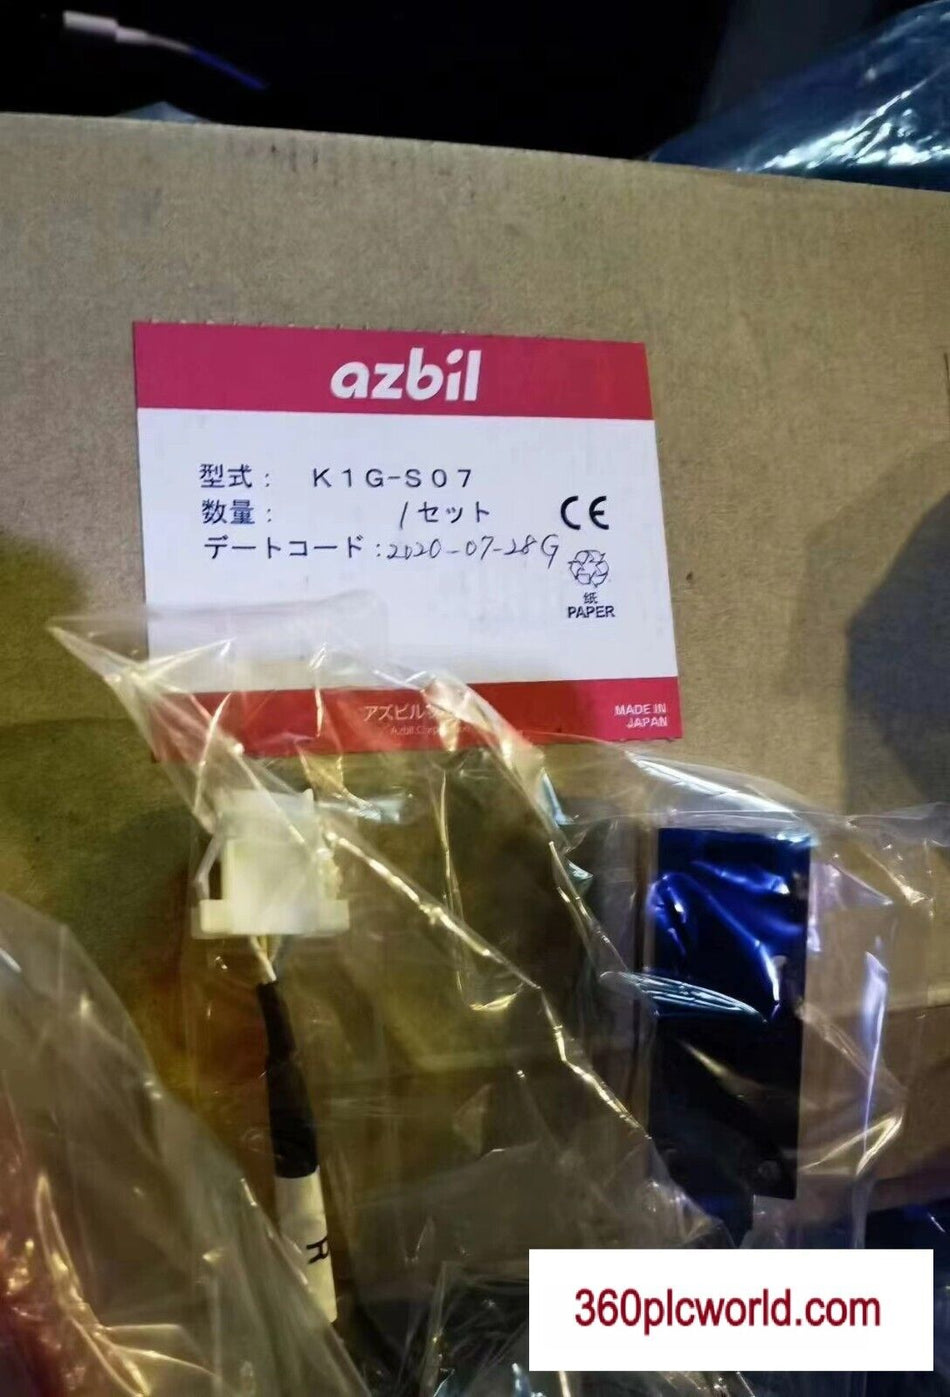 azbil
型式: K1G-S07
数量: 1セット
デートコード:2020-07-28G
CE
紙
PAPER
アズビル
Azbil
MADE IN
JAPAN
360plcworld.com